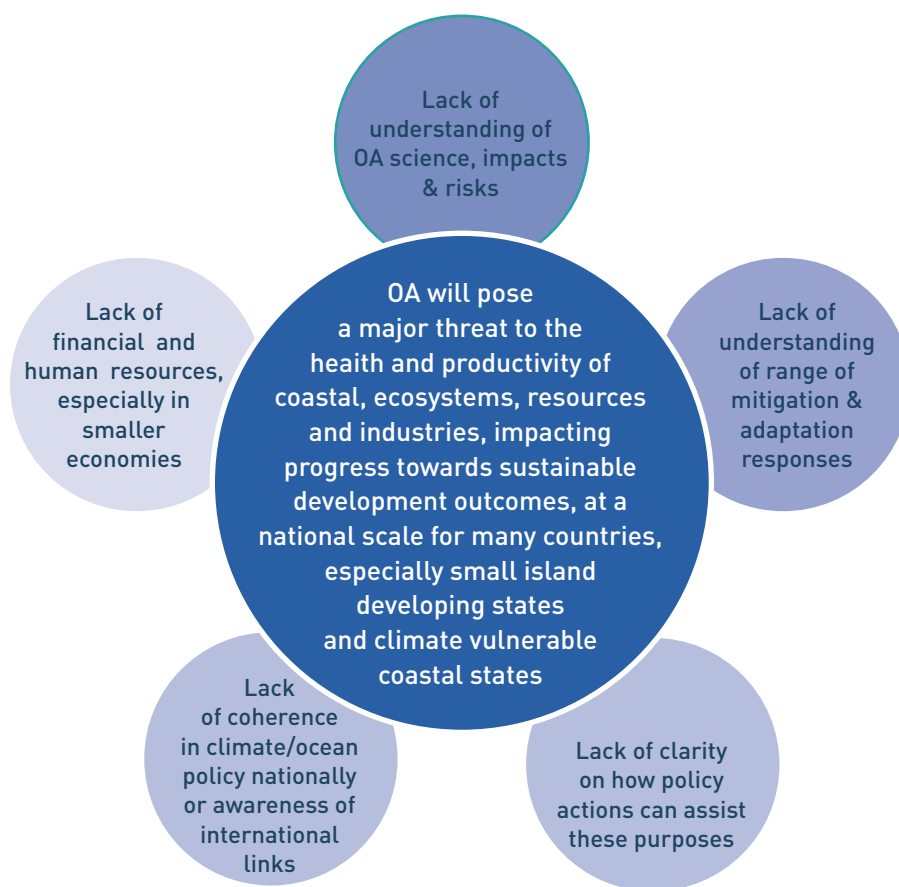 Lack of
understanding of
OA science, impacts
& risks
Lack of
financial and
human resources,
especially in
smaller
economies
OA will pose
a major threat to the
health and productivity of
coastal, ecosystems, resources
and industries, impacting
progress towards sustainable
development outcomes, at a
national scale for many countries,
especially small island
developing states
and climate vulnerable
coastal states
Lack of
understanding
of range of
mitigation &
adaptation
responses
Lack
of coherence
in climate/ocean
policy nationally
or awareness of
international
links
Lack of clarity
on how policy
actions can assist
these purposes